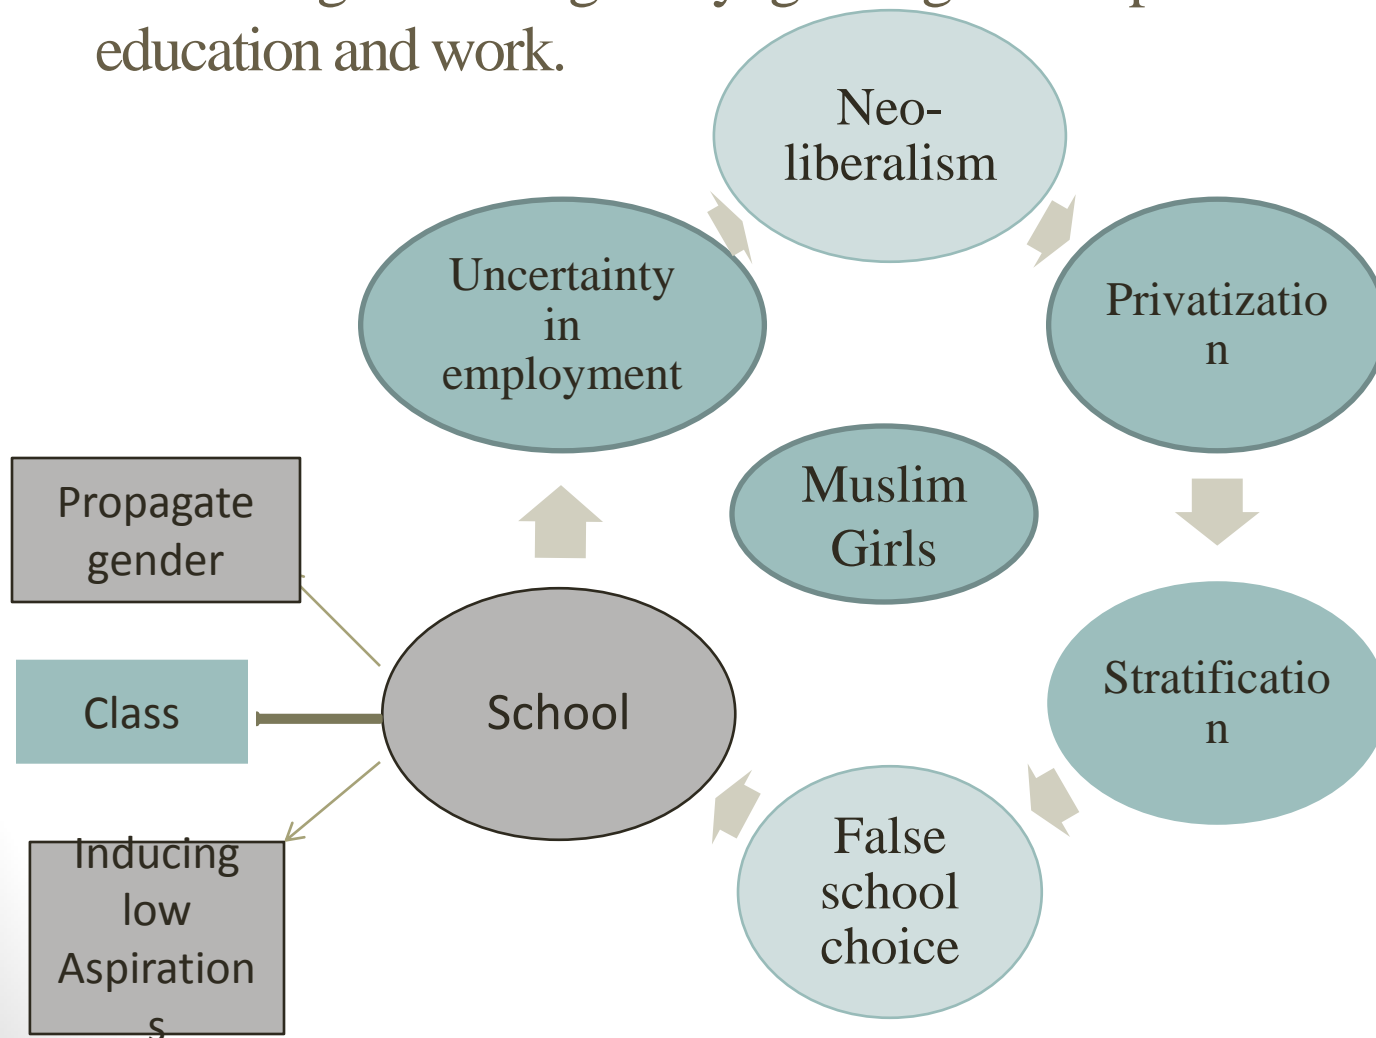 education and work.
Neo-
liberalism
Uncertainty
in
employment
Privatizatio
n
Muslim
Girls
Propagate
gender
Class
School
Stratificatio
n
Inducing
low
Aspiration
s
False
school
choice